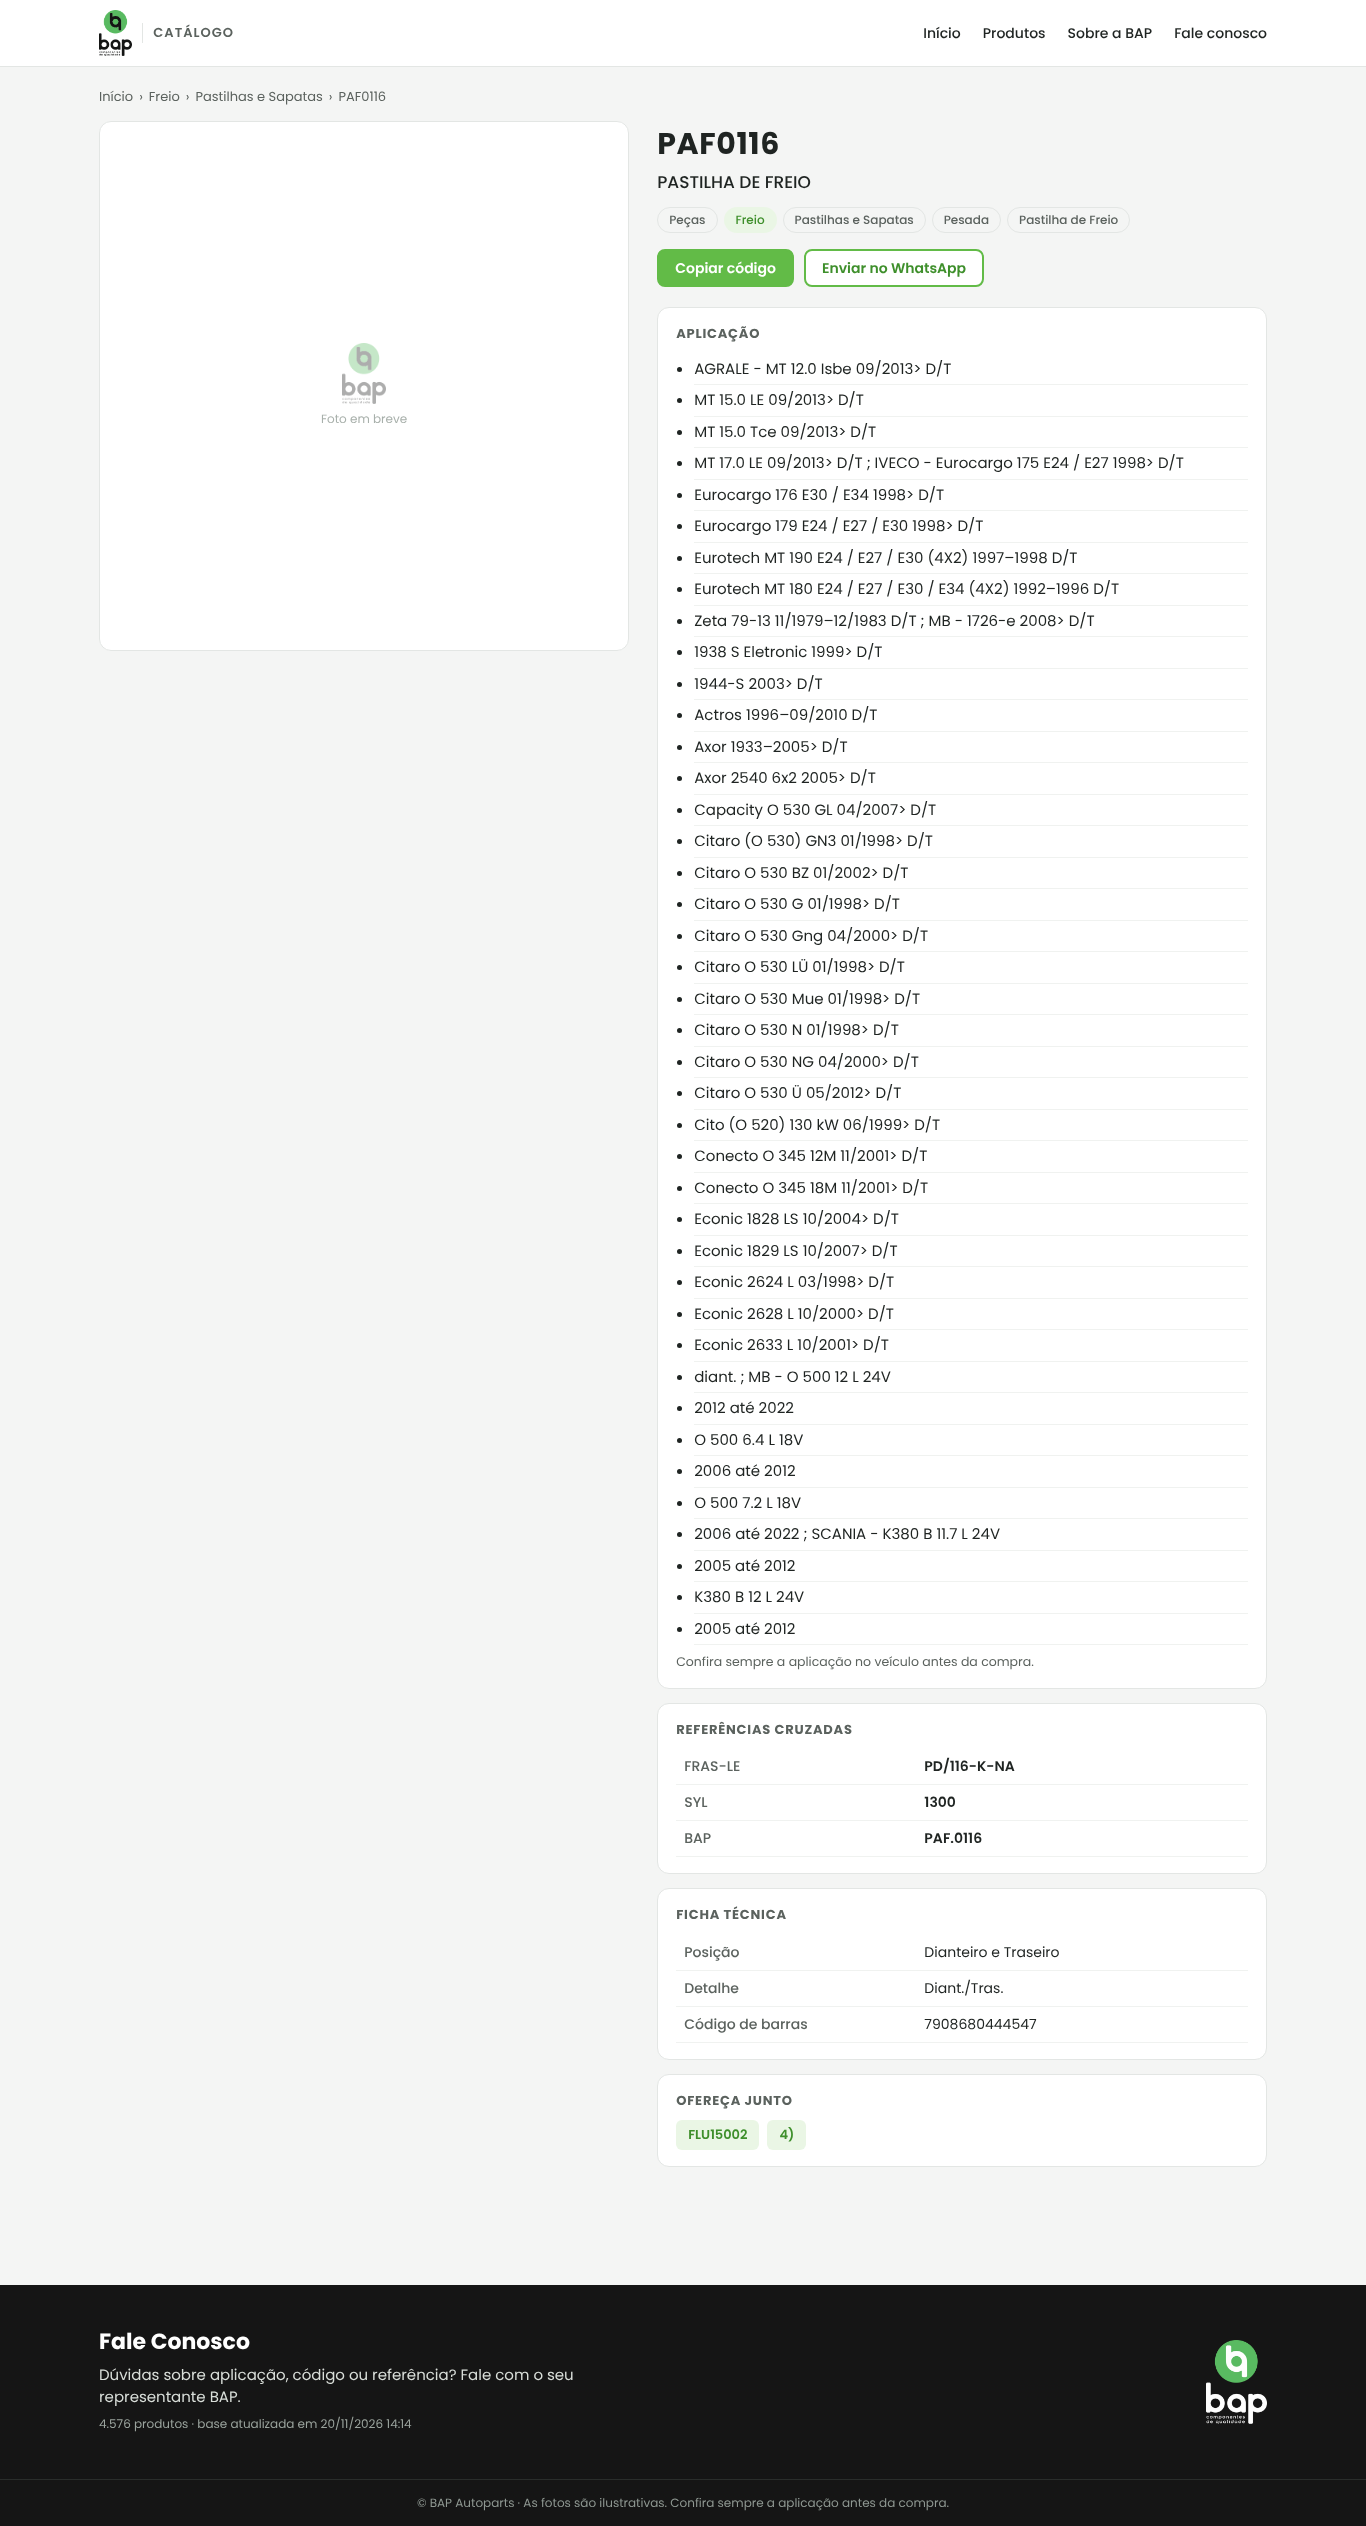 bap
CATÁLOGO
Início
Produtos
Sobre a BAP
Fale conosco
Início › Freio › Pastilhas e Sapatas › PAF0116
bap
Foto em breve
PAF0116
PASTILHA DE FREIO
Peças
Freio
Pastilhas e Sapatas
Pesada
Pastilha de Freio
Copiar código
Enviar no WhatsApp
APLICAÇÃO
AGRALE - MT 12.0 Isbe 09/2013> D/T
MT 15.0 LE 09/2013> D/T
MT 15.0 Tce 09/2013> D/T
MT 17.0 LE 09/2013> D/T ; IVECO - Eurocargo 175 E24 / E27 1998> D/T
Eurocargo 176 E30 / E34 1998> D/T
Eurocargo 179 E24 / E27 / E30 1998> D/T
Eurotech MT 190 E24 / E27 / E30 (4X2) 1997–1998 D/T
Eurotech MT 180 E24 / E27 / E30 / E34 (4X2) 1992–1996 D/T
Zeta 79-13 11/1979–12/1983 D/T ; MB - 1726-e 2008> D/T
1938 S Eletronic 1999> D/T
1944-S 2003> D/T
Actros 1996–09/2010 D/T
Axor 1933–2005> D/T
Axor 2540 6x2 2005> D/T
Capacity O 530 GL 04/2007> D/T
Citaro (O 530) GN3 01/1998> D/T
Citaro O 530 BZ 01/2002> D/T
Citaro O 530 G 01/1998> D/T
Citaro O 530 Gng 04/2000> D/T
Citaro O 530 LÜ 01/1998> D/T
Citaro O 530 Mue 01/1998> D/T
Citaro O 530 N 01/1998> D/T
Citaro O 530 NG 04/2000> D/T
Citaro O 530 Ü 05/2012> D/T
Cito (O 520) 130 kW 06/1999> D/T
Conecto O 345 12M 11/2001> D/T
Conecto O 345 18M 11/2001> D/T
Econic 1828 LS 10/2004> D/T
Econic 1829 LS 10/2007> D/T
Econic 2624 L 03/1998> D/T
Econic 2628 L 10/2000> D/T
Econic 2633 L 10/2001> D/T
diant. ; MB - O 500 12 L 24V
2012 até 2022
O 500 6.4 L 18V
2006 até 2012
O 500 7.2 L 18V
2006 até 2022 ; SCANIA - K380 B 11.7 L 24V
2005 até 2012
K380 B 12 L 24V
2005 até 2012
Confira sempre a aplicação no veículo antes da compra.
REFERÊNCIAS CRUZADAS
FRAS-LE PD/116-K-NA
SYL 1300
BAP PAF.0116
FICHA TÉCNICA
Posição Dianteiro e Traseiro
Detalhe Diant./Tras.
Código de barras 7908680444547
OFEREÇA JUNTO
FLU15002
4)
Fale Conosco
Dúvidas sobre aplicação, código ou referência? Fale com o seu
representante BAP.
4.576 produtos · base atualizada em 20/11/2026 14:14
bap
componentes
de qualidade
© BAP Autoparts · As fotos são ilustrativas. Confira sempre a aplicação antes da compra.